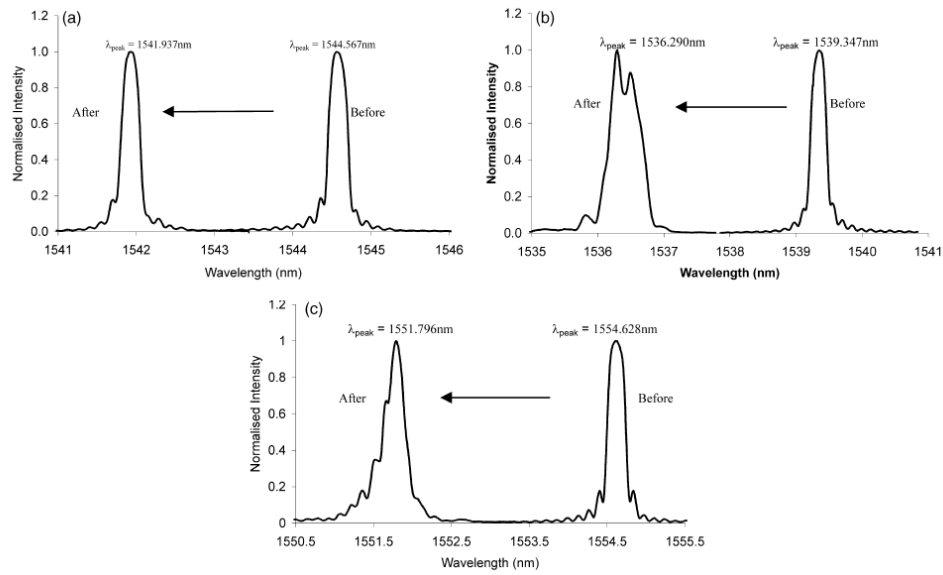 (a)
λpeak = 1541.937nm
λpeak = 1544.567nm
After
Before
Normalised Intensity
1.2
1.0
0.8
0.6
0.4
0.2
0.0
1541 1542 1543 1544 1545 1546
Wavelength (nm)
(b)
λpeak = 1536.290nm
λpeak = 1539.347nm
After
Before
Normalised Intensity
1.2
1.0
0.8
0.6
0.4
0.2
0.0
1535 1536 1537 1538 1539 1540 1541
Wavelength (nm)
(c)
λpeak = 1551.796nm
λpeak = 1554.628nm
After
Before
Normalised Intensity
1.2
1
0.8
0.6
0.4
0.2
0
1550.5 1551.5 1552.5 1553.5 1554.5 1555.5
Wavelength (nm)